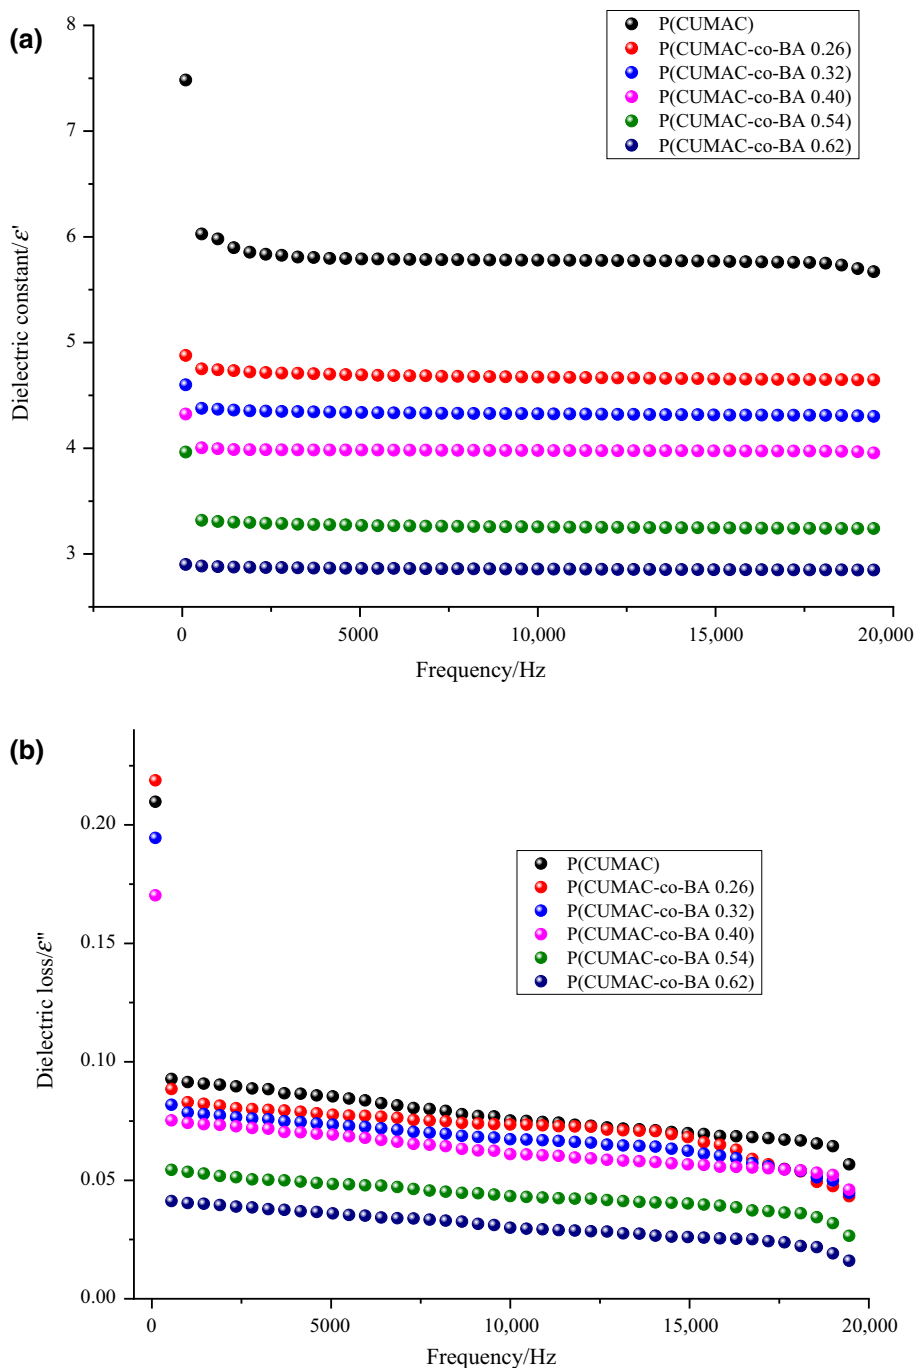 (a)
8
7
6
5
4
3
Dielectric constant/ε'
0
5000
10,000
15,000
20,000
Frequency/Hz
P(CUMAC)
P(CUMAC-co-BA 0.26)
P(CUMAC-co-BA 0.32)
P(CUMAC-co-BA 0.40)
P(CUMAC-co-BA 0.54)
P(CUMAC-co-BA 0.62)
(b)
0.20
0.15
0.10
0.05
0.00
Dielectric loss/ε"
0
5000
10,000
15,000
20,000
Frequency/Hz
P(CUMAC)
P(CUMAC-co-BA 0.26)
P(CUMAC-co-BA 0.32)
P(CUMAC-co-BA 0.40)
P(CUMAC-co-BA 0.54)
P(CUMAC-co-BA 0.62)